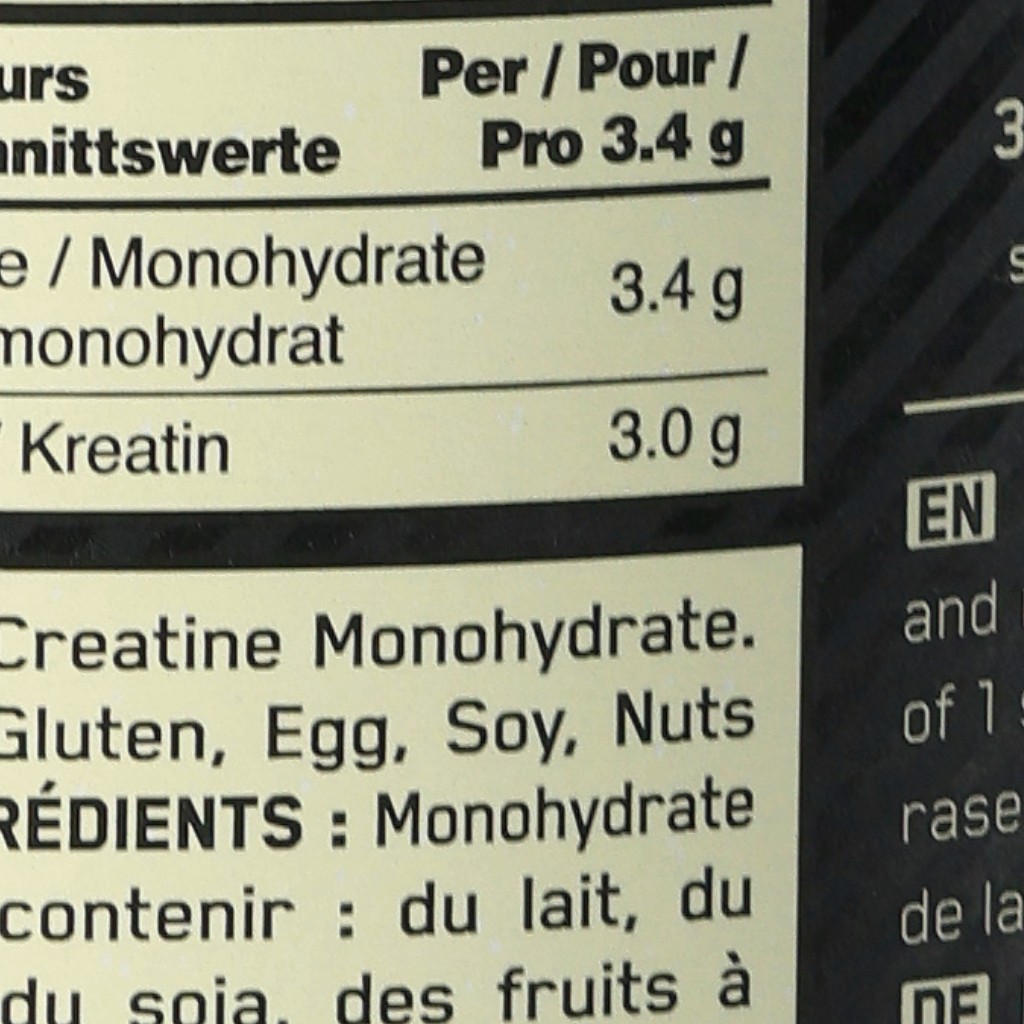 urs Per / Pour /
nittswerte Pro 3.4 g
e / Monohydrate 3.4 g
monohydrat
/ Kreatin 3.0 g
Creatine Monohydrate.
Gluten, Egg, Soy, Nuts
RÉDIENTS : Monohydrate
contenir : du lait, du
du soja, des fruits à
3
s
EN
and
of 1 s
rase
de la
DE